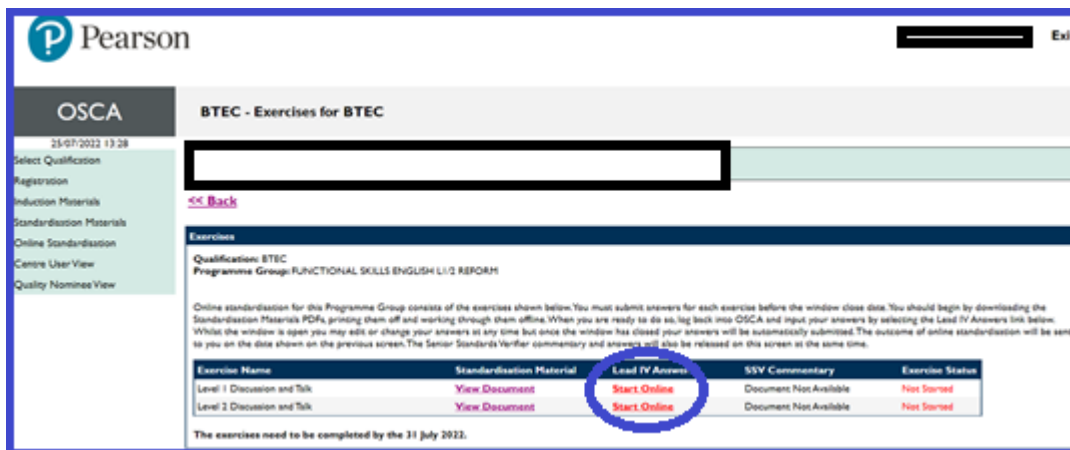 Pearson
Exi
OSCA
BTEC - Exercises for BTEC
25/07/2022 13:28
Select Qualification
Registration
Induction Materials
Standardisation Materials
Online Standardisation
Centre User View
Quality Nominee View
<< Back
Exercises
Qualification: BTEC
Programme Group: FUNCTIONAL SKILLS ENGLISH L1/2 REFORM
Online standardisation for this Programme Group consists of the exercises shown below. You must submit answers for each exercise before the window close date. You should begin by downloading the
Standardisation Materials PDFs, printing them off and working through them offline. When you are ready to do so, log back into OSCA and input your answers by selecting the Lead IV Answers link below.
Whilst the window is open you may edit or change your answers at any time but once the window has closed your answers will be automatically submitted. The outcome of online standardisation will be sen
to you on the date shown on the previous screen. The Senior Standards Verifier commentary and answers will also be released on this screen at the same time.
Exercise Name Standardisation Material Lead IV Answer SSV Commentary Exercise Status
Level 1 Discussion and Talk View Document Start Online Document Not Available Not Started
Level 2 Discussion and Talk View Document Start Online Document Not Available Not Started
The exercises need to be completed by the 31 July 2022.